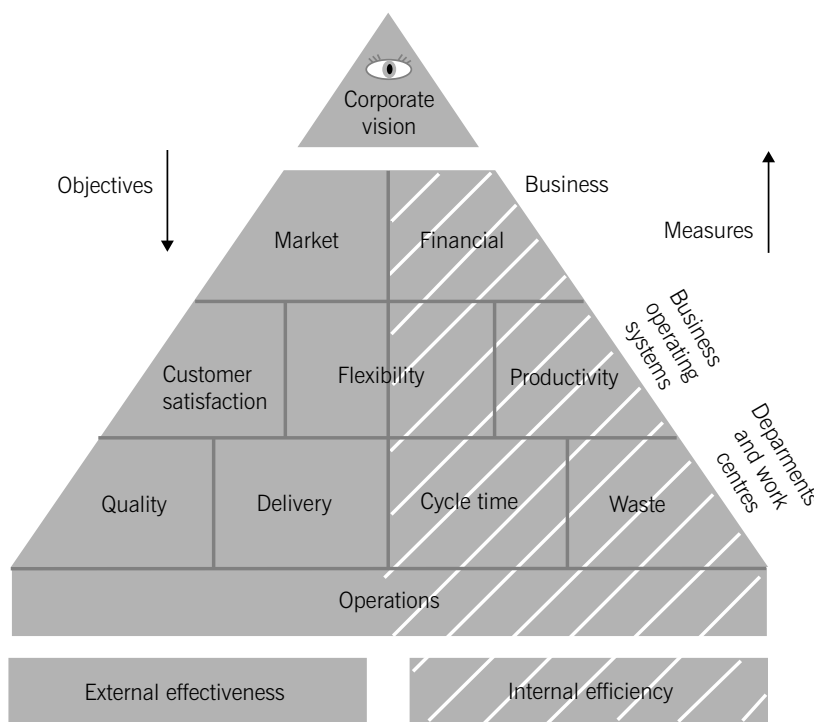 Corporate
vision
Objectives
Business
Market
Financial
Measures
Business
operating
systems
Customer
satisfaction
Flexibility
Productivity
Deparments
and work
centres
Quality
Delivery
Cycle time
Waste
Operations
External effectiveness
Internal efficiency